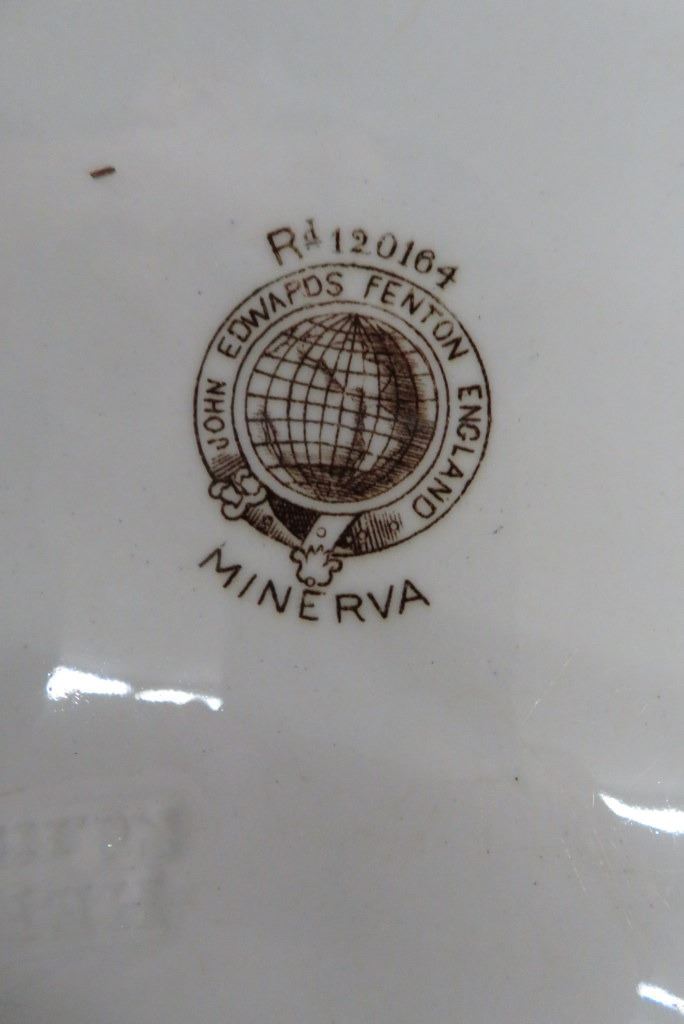 Rd 120164
JOHN EDWARDS FENTON ENGLAND
MINERVA